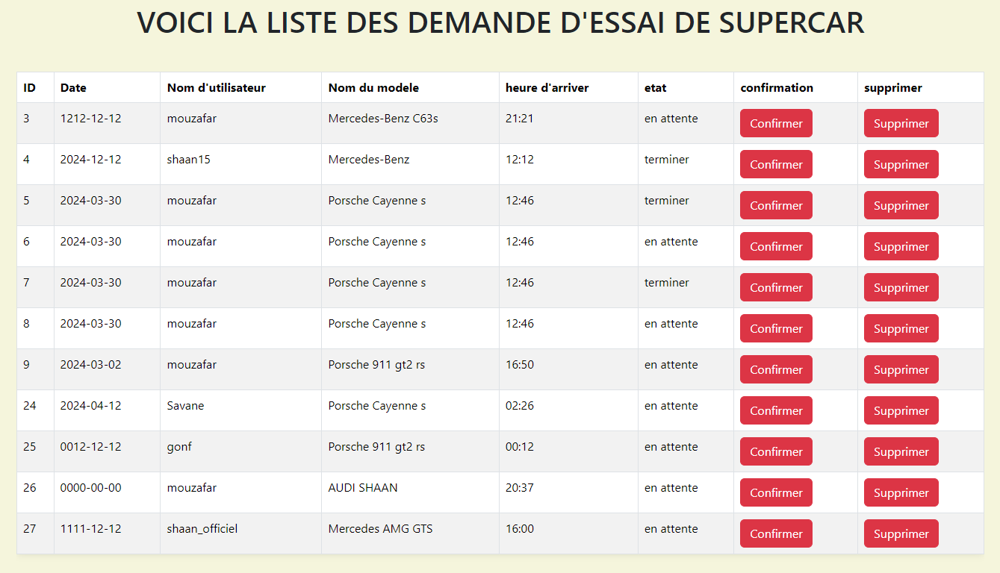 VOICI LA LISTE DES DEMANDE D'ESSAI DE SUPERCAR
ID Date Nom d'utilisateur Nom du modele heure d'arriver etat confirmation supprimer
3 1212-12-12 mouzafar Mercedes-Benz C63s 21:21 en attente Confirmer Supprimer
4 2024-12-12 shaan15 Mercedes-Benz 12:12 terminer Confirmer Supprimer
5 2024-03-30 mouzafar Porsche Cayenne s 12:46 terminer Confirmer Supprimer
6 2024-03-30 mouzafar Porsche Cayenne s 12:46 en attente Confirmer Supprimer
7 2024-03-30 mouzafar Porsche Cayenne s 12:46 terminer Confirmer Supprimer
8 2024-03-30 mouzafar Porsche Cayenne s 12:46 en attente Confirmer Supprimer
9 2024-03-02 mouzafar Porsche 911 gt2 rs 16:50 en attente Confirmer Supprimer
24 2024-04-12 Savane Porsche Cayenne s 02:26 en attente Confirmer Supprimer
25 0012-12-12 gonf Porsche 911 gt2 rs 00:12 en attente Confirmer Supprimer
26 0000-00-00 mouzafar AUDI SHAAN 20:37 en attente Confirmer Supprimer
27 1111-12-12 shaan_officiel Mercedes AMG GTS 16:00 en attente Confirmer Supprimer